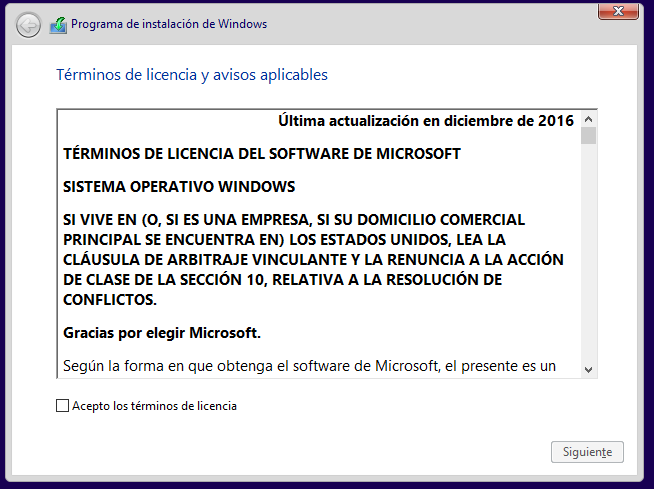 Programa de instalación de Windows
Términos de licencia y avisos aplicables
Última actualización en diciembre de 2016
TÉRMINOS DE LICENCIA DEL SOFTWARE DE MICROSOFT
SISTEMA OPERATIVO WINDOWS
SI VIVE EN (O, SI ES UNA EMPRESA, SI SU DOMICILIO COMERCIAL
PRINCIPAL SE ENCUENTRA EN) LOS ESTADOS UNIDOS, LEA LA
CLÁUSULA DE ARBITRAJE VINCULANTE Y LA RENUNCIA A LA ACCIÓN
DE CLASE DE LA SECCIÓN 10, RELATIVA A LA RESOLUCIÓN DE
CONFLICTOS.
Gracias por elegir Microsoft.
Según la forma en que obtenga el software de Microsoft, el presente es un
Acepto los términos de licencia
Siguiente